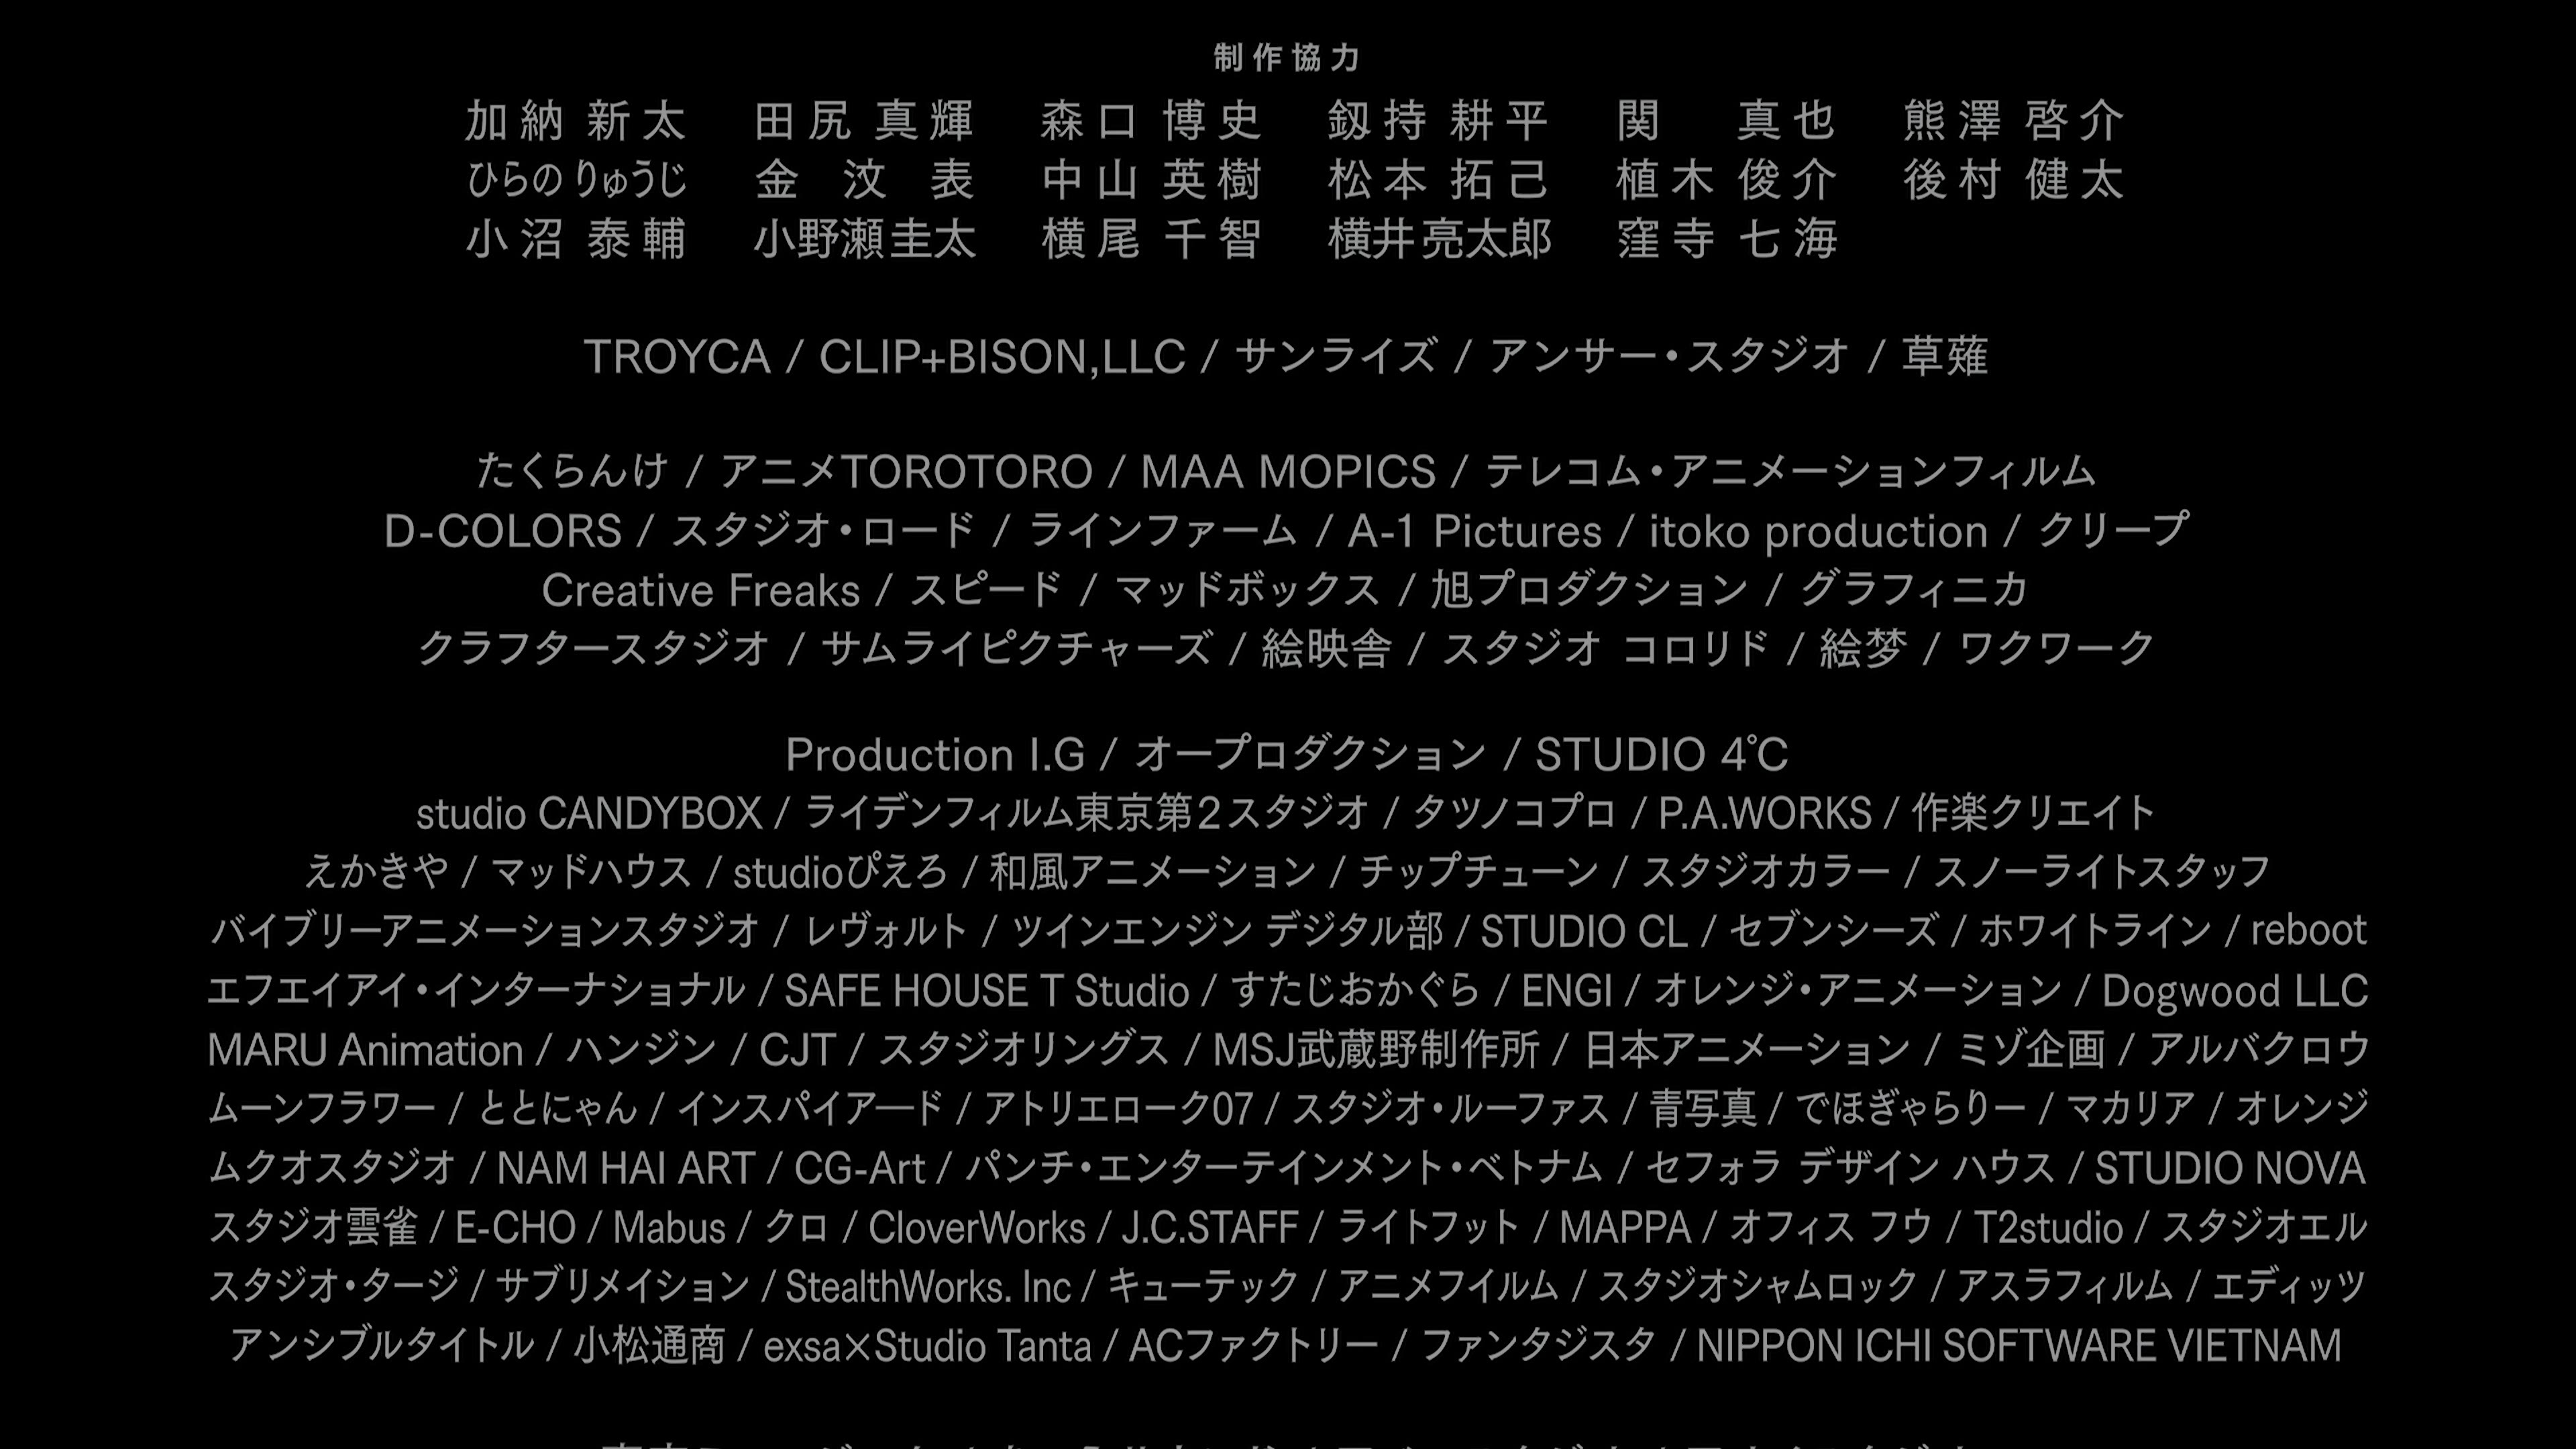 制作協力
加納 新太 田尻 真輝 森口 博史 釼持 耕平 関 真也 熊澤 啓介
ひらの りゅうじ 金 汶 表 中山 英樹 松本 拓己 植木 俊介 後村 健太
小沼 泰輔 小野瀬 圭太 横尾 千智 横井 亮太郎 窪寺 七海
TROYCA / CLIP+BISON,LLC / サンライズ / アンサー・スタジオ / 草薙
たくらんけ / アニメTOROTORO / MAA MOPICS / テレコム・アニメーションフィルム
D-COLORS / スタジオ・ロード / ラインファーム / A-1 Pictures / itoko production / クリープ
Creative Freaks / スピード / マッドボックス / 旭プロダクション / グラフィニカ
クラフタースタジオ / サムライピクチャーズ / 絵映舎 / スタジオ コロリド / 絵梦 / ワクワーク
Production I.G / オープロダクション / STUDIO 4℃
studio CANDYBOX / ライデンフィルム東京第2スタジオ / タツノコプロ / P.A.WORKS / 作楽クリエイト
えかきや / マッドハウス / studioぴえろ / 和風アニメーション / チップチューン / スタジオカラー / スノーライトスタッフ
バイブリーアニメーションスタジオ / レヴォルト / ツインエンジン デジタル部 / STUDIO CL / セブンシーズ / ホワイトライン / reboot
エフエイアイ・インターナショナル / SAFE HOUSE T Studio / すたじおかぐら / ENGI / オレンジ・アニメーション / Dogwood LLC
MARU Animation / ハンジン / CJT / スタジオリングス / MSJ武蔵野制作所 / 日本アニメーション / ミゾ企画 / アルバクロウ
ムーンフラワー / ととにゃん / インスパイア―ド / アトリエローク07 / スタジオ・ルーファス / 青写真 / でほぎゃらりー / マカリア / オレンジ
ムクオスタジオ / NAM HAI ART / CG-Art / パンチ・エンターテインメント・ベトナム / セフォラ デザイン ハウス / STUDIO NOVA
スタジオ雲雀 / E-CHO / Mabus / クロ / CloverWorks / J.C.STAFF / ライトフット / MAPPA / オフィス フウ / T2studio / スタジオエル
スタジオ・タージ / サブリメイション / StealthWorks. Inc / キューテック / アニメフイルム / スタジオシャムロック / アスラフィルム / エディッツ
アンシブルタイトル / 小松通商 / exsa×Studio Tanta / ACファクトリー / ファンタジスタ / NIPPON ICHI SOFTWARE VIETNAM